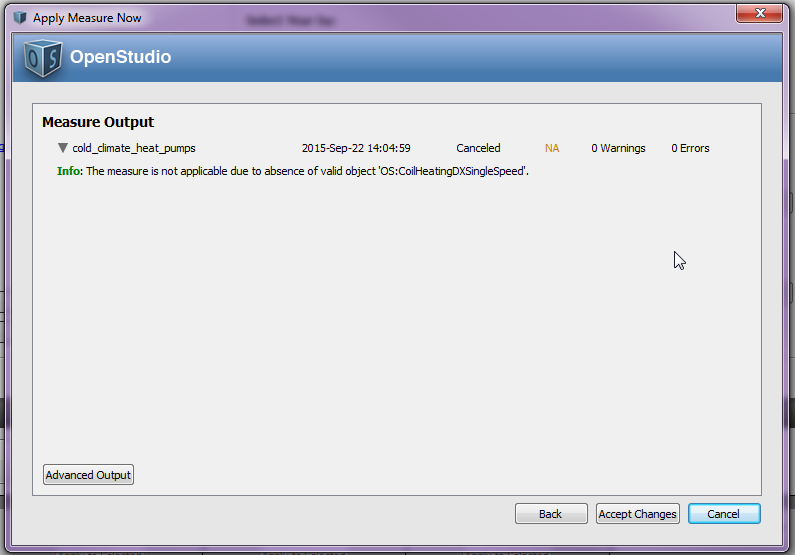 Apply Measure Now
OS OpenStudio
Measure Output
cold_climate_heat_pumps 2015-Sep-22 14:04:59 Canceled NA 0 Warnings 0 Errors
Info: The measure is not applicable due to absence of valid object 'OS:CoilHeatingDXSingleSpeed'.
Advanced Output
Back Accept Changes Cancel